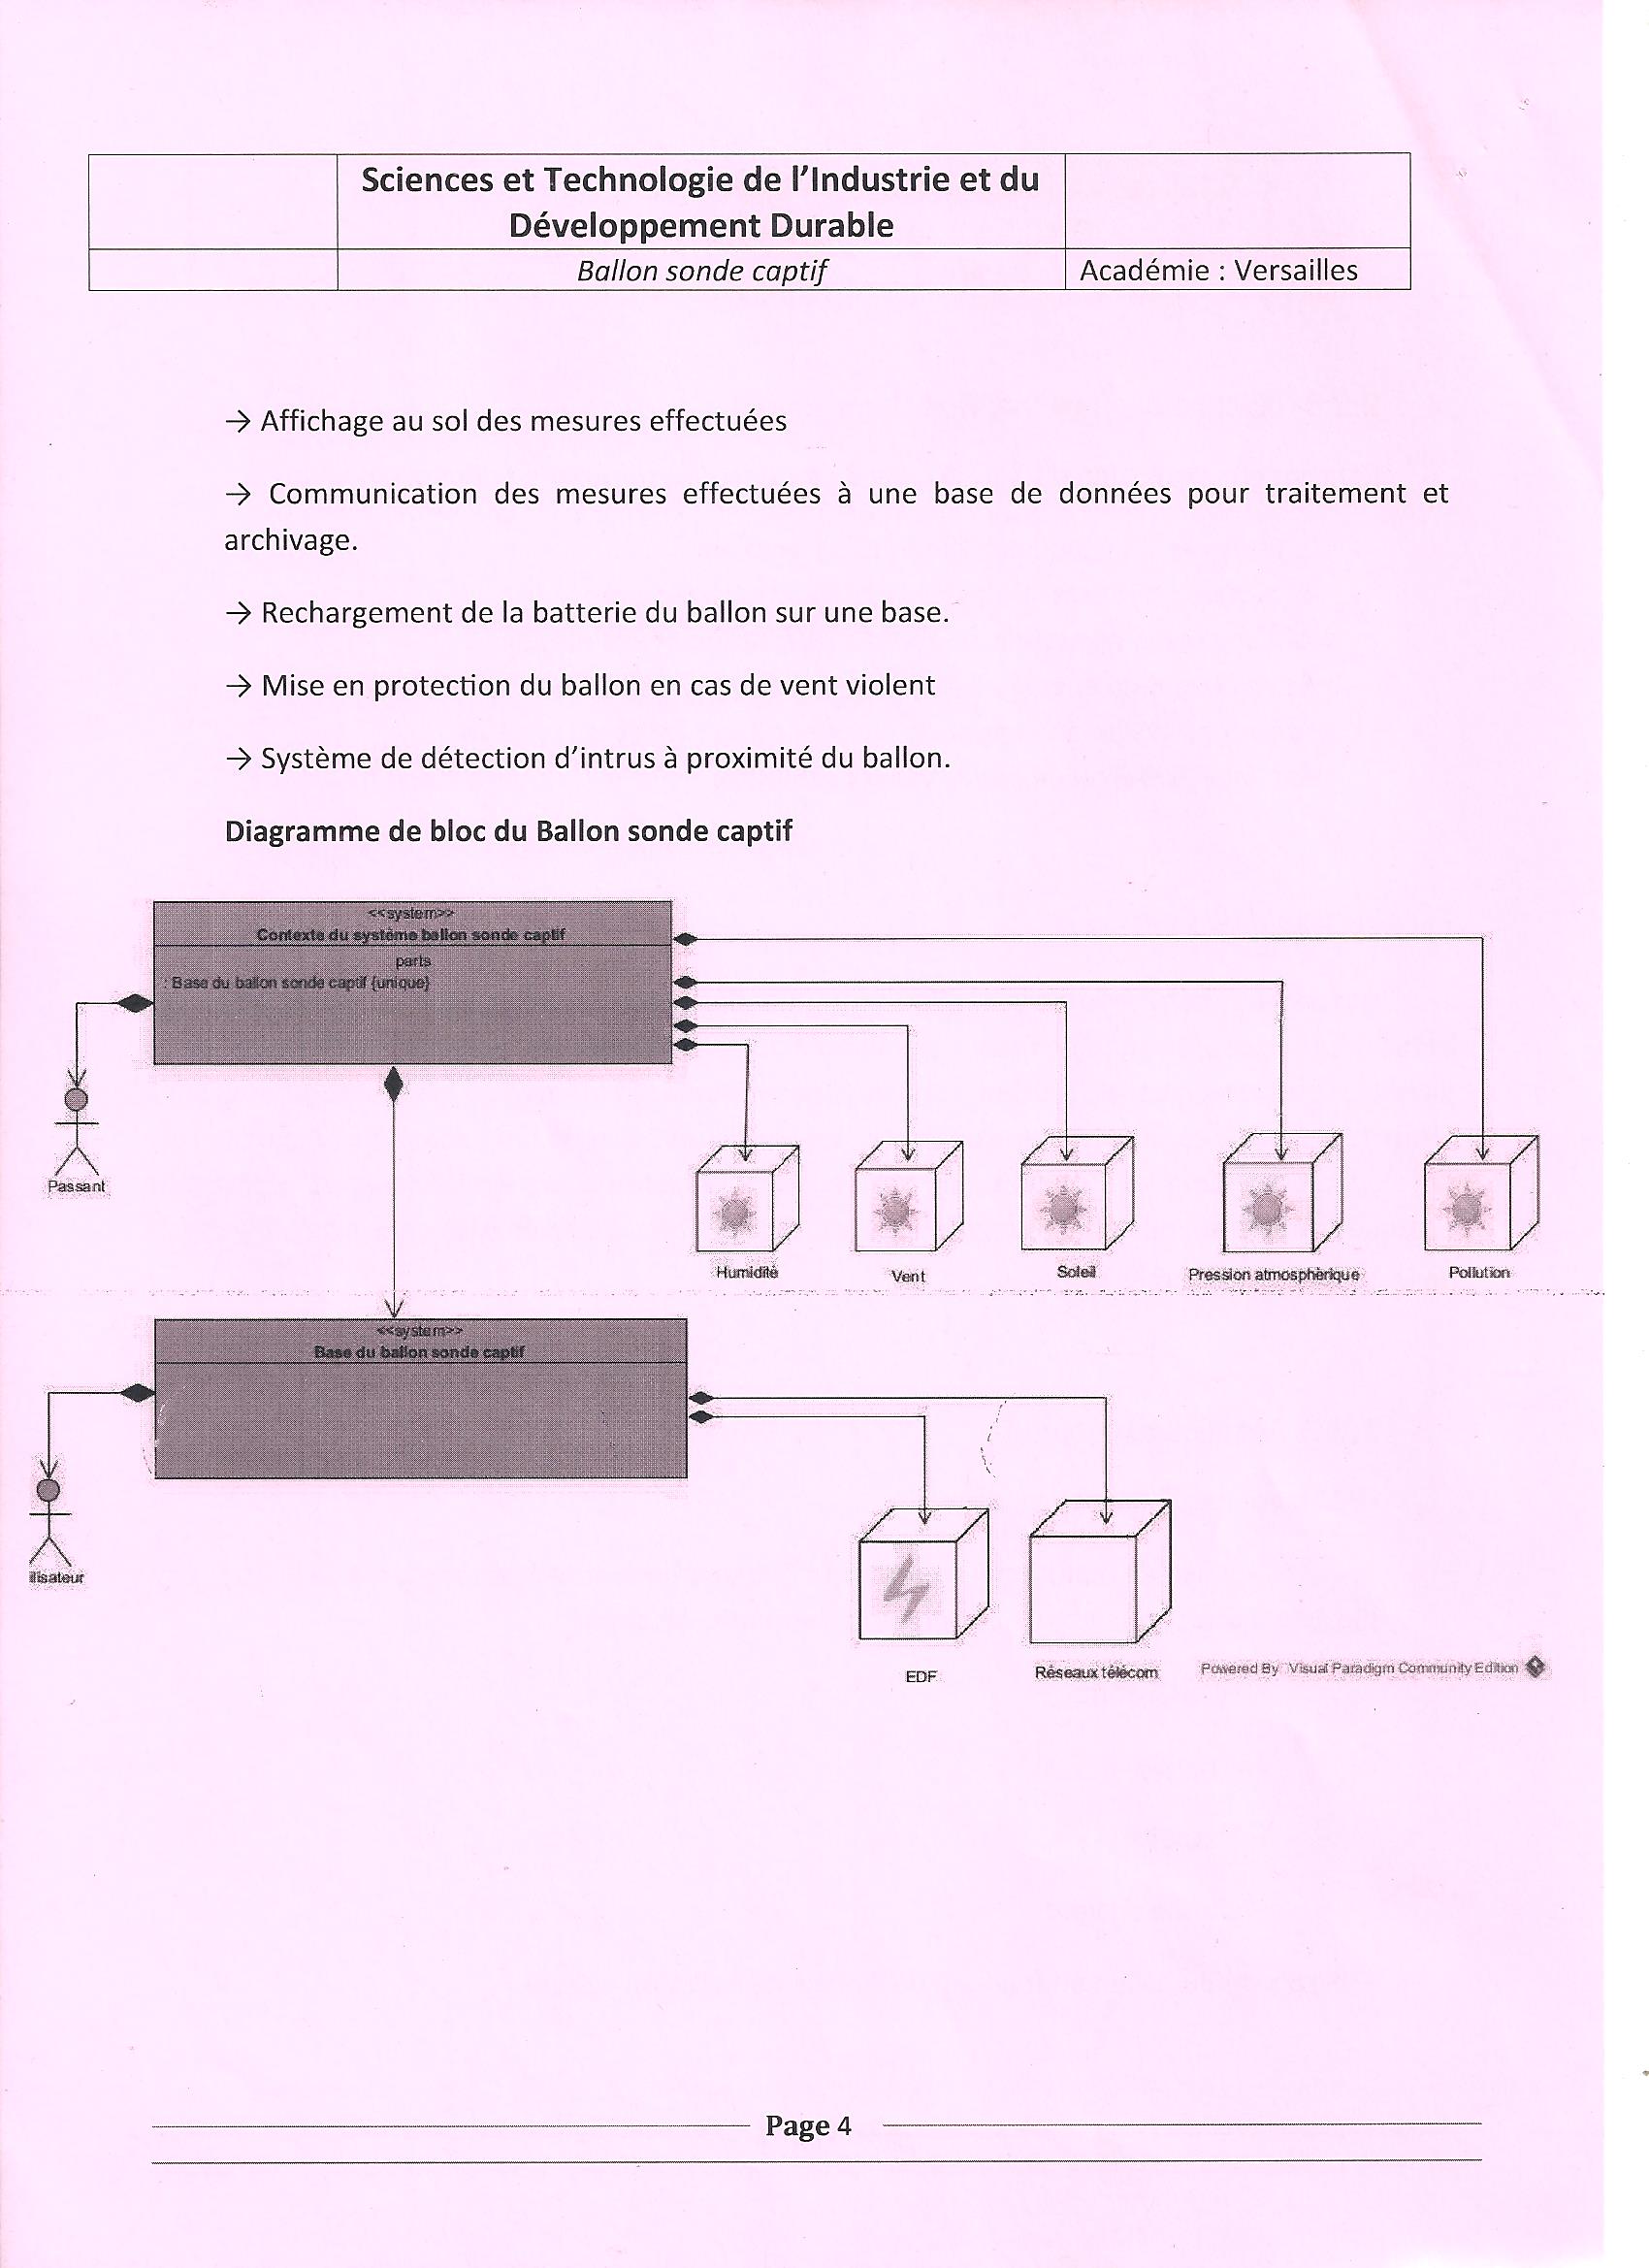 Sciences et Technologie de l'Industrie et du
Développement Durable
Ballon sonde captif
Académie : Versailles
→ Affichage au sol des mesures effectuées
→ Communication des mesures effectuées à une base de données pour traitement et
archivage.
→ Rechargement de la batterie du ballon sur une base.
→ Mise en protection du ballon en cas de vent violent
→ Système de détection d'intrus à proximité du ballon.
Diagramme de bloc du Ballon sonde captif
<<system>>
Contexte du système ballon sonde captif
parts
: Base du ballon sonde captif {unique}
Passant
Humidité
Vent
Soleil
Pression atmosphèrique
Pollution
<<system>>
Base du ballon sonde captif
ilisateur
EDF
Réseaux télécom
Powered By Visual Paradigm Community Edition
Page 4